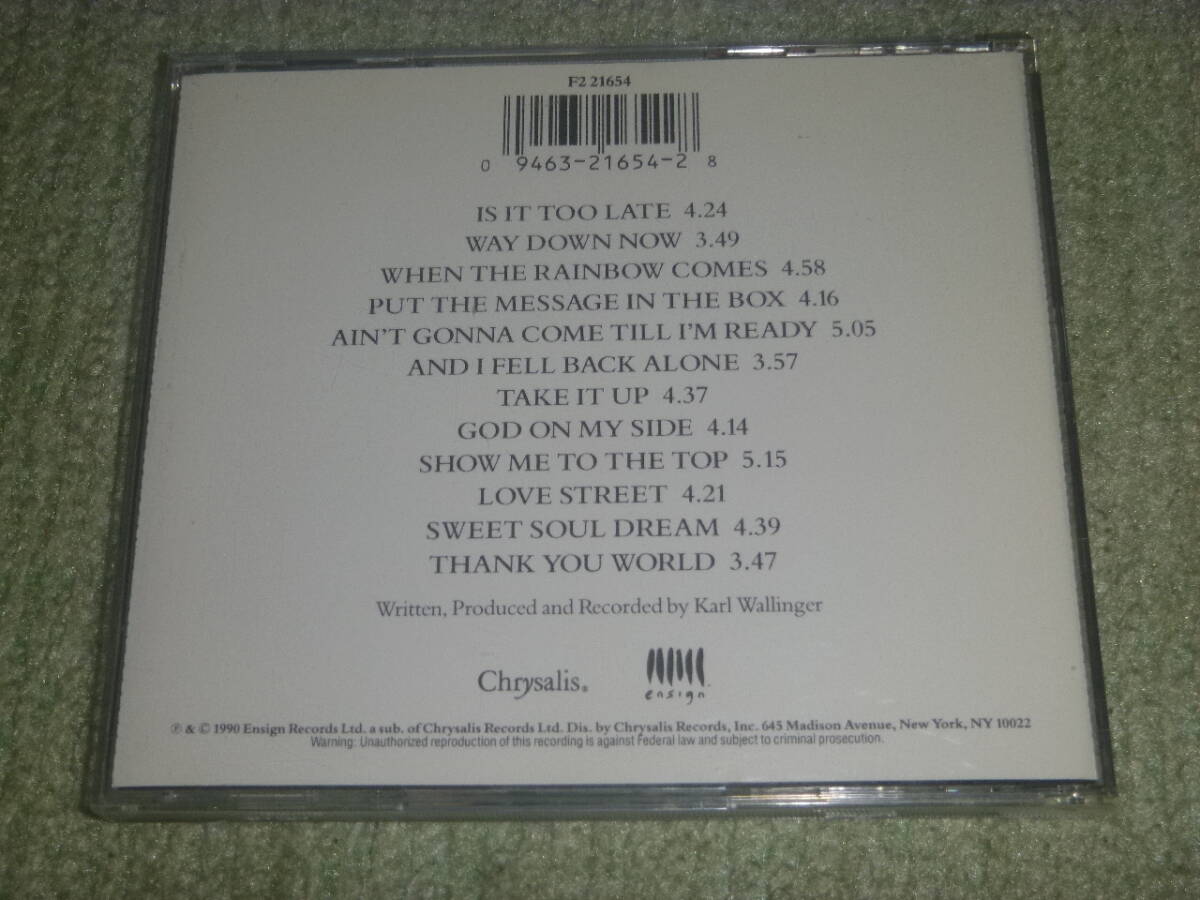 F2 21654
0 9463-21654-2 8
IS IT TOO LATE 4.24
WAY DOWN NOW 3.49
WHEN THE RAINBOW COMES 4.58
PUT THE MESSAGE IN THE BOX 4.16
AIN'T GONNA COME TILL I'M READY 5.05
AND I FELL BACK ALONE 3.57
TAKE IT UP 4.37
GOD ON MY SIDE 4.14
SHOW ME TO THE TOP 5.15
LOVE STREET 4.21
SWEET SOUL DREAM 4.39
THANK YOU WORLD 3.47
Written, Produced and Recorded by Karl Wallinger
Chrysalis®
ensign
℗ & © 1990 Ensign Records Ltd. a sub. of Chrysalis Records Ltd. Dis. by Chrysalis Records, Inc. 645 Madison Avenue, New York, NY 10022
Warning: Unauthorized reproduction of this recording is against Federal law and subject to criminal prosecution.